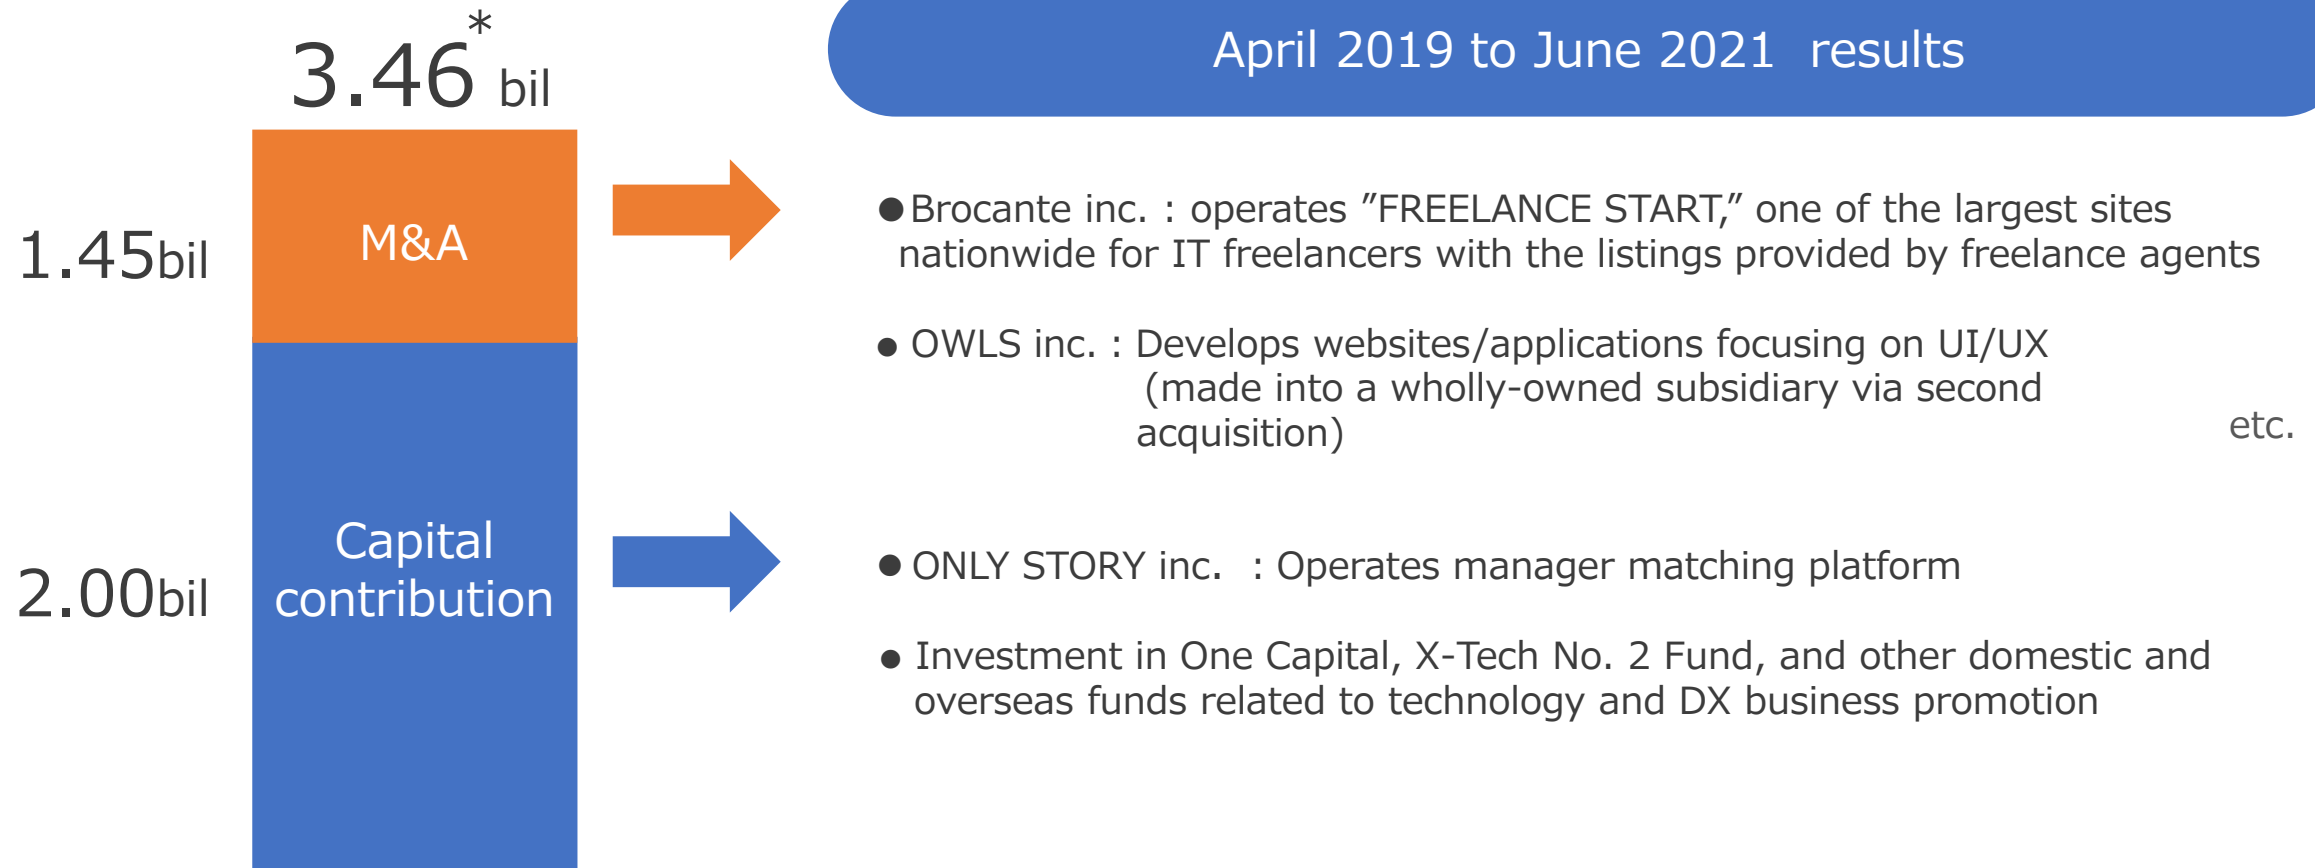 3.46* bil
April 2019 to June 2021 results
1.45bil
M&A
●Brocante inc. : operates ”FREELANCE START,” one of the largest sites
nationwide for IT freelancers with the listings provided by freelance agents
● OWLS inc. : Develops websites/applications focusing on UI/UX
(made into a wholly-owned subsidiary via second
acquisition)
etc.
2.00bil
Capital
contribution
● ONLY STORY inc. : Operates manager matching platform
● Investment in One Capital, X-Tech No. 2 Fund, and other domestic and
overseas funds related to technology and DX business promotion